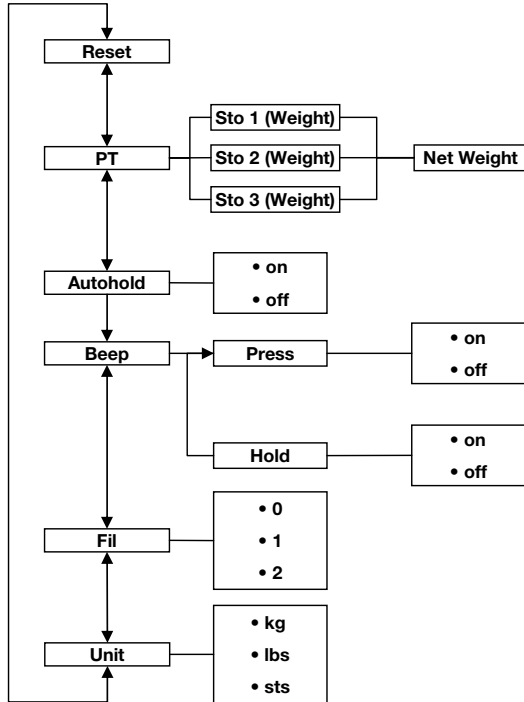 Reset
Sto 1 (Weight)
PT
Sto 2 (Weight)
Net Weight
Sto 3 (Weight)
Autohold
• on
• off
Beep
Press
• on
• off
Hold
• on
• off
Fil
• 0
• 1
• 2
Unit
• kg
• lbs
• sts